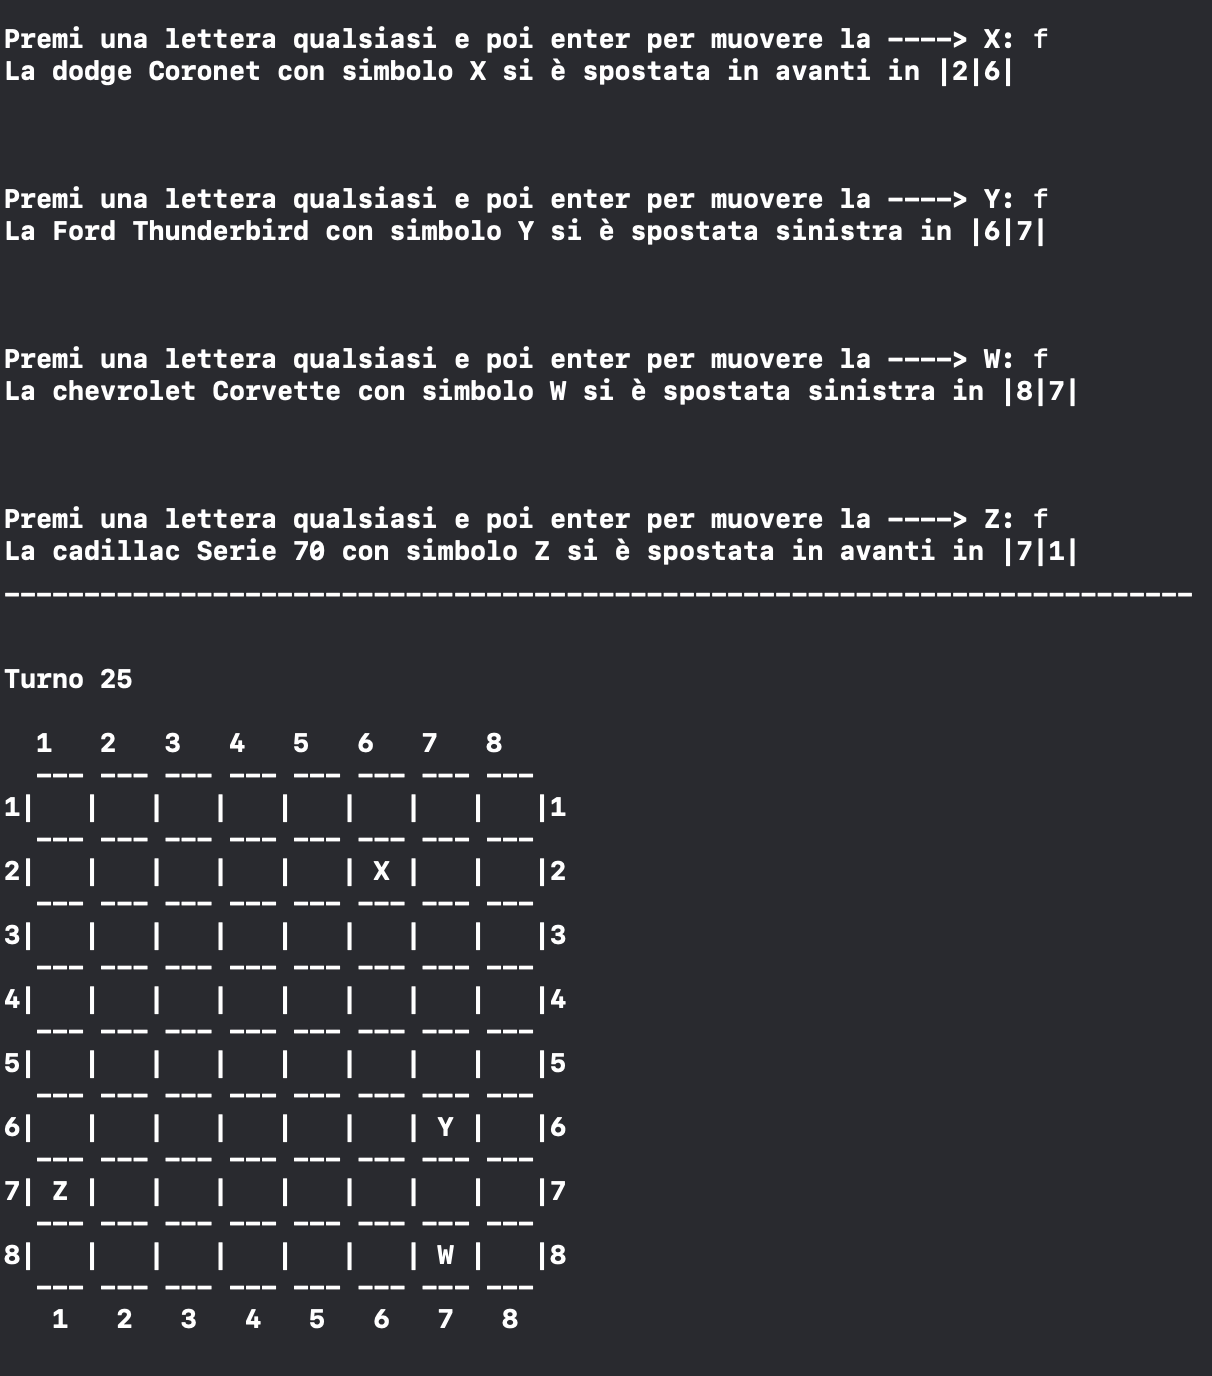 Premi una lettera qualsiasi e poi enter per muovere la ----> X: f
La dodge Coronet con simbolo X si è spostata in avanti in |2|6|
Premi una lettera qualsiasi e poi enter per muovere la ----> Y: f
La Ford Thunderbird con simbolo Y si è spostata sinistra in |6|7|
Premi una lettera qualsiasi e poi enter per muovere la ----> W: f
La chevrolet Corvette con simbolo W si è spostata sinistra in |8|7|
Premi una lettera qualsiasi e poi enter per muovere la ----> Z: f
La cadillac Serie 70 con simbolo Z si è spostata in avanti in |7|1|
--------------------------------------------------------------------------
Turno 25
  1   2   3   4   5   6   7   8
  --- --- --- --- --- --- --- ---
1|   |   |   |   |   |   |   |   |1
  --- --- --- --- --- --- --- ---
2|   |   |   |   |   | X |   |   |2
  --- --- --- --- --- --- --- ---
3|   |   |   |   |   |   |   |   |3
  --- --- --- --- --- --- --- ---
4|   |   |   |   |   |   |   |   |4
  --- --- --- --- --- --- --- ---
5|   |   |   |   |   |   |   |   |5
  --- --- --- --- --- --- --- ---
6|   |   |   |   |   |   | Y |   |6
  --- --- --- --- --- --- --- ---
7| Z |   |   |   |   |   |   |   |7
  --- --- --- --- --- --- --- ---
8|   |   |   |   |   |   | W |   |8
  --- --- --- --- --- --- --- ---
   1   2   3   4   5   6   7   8